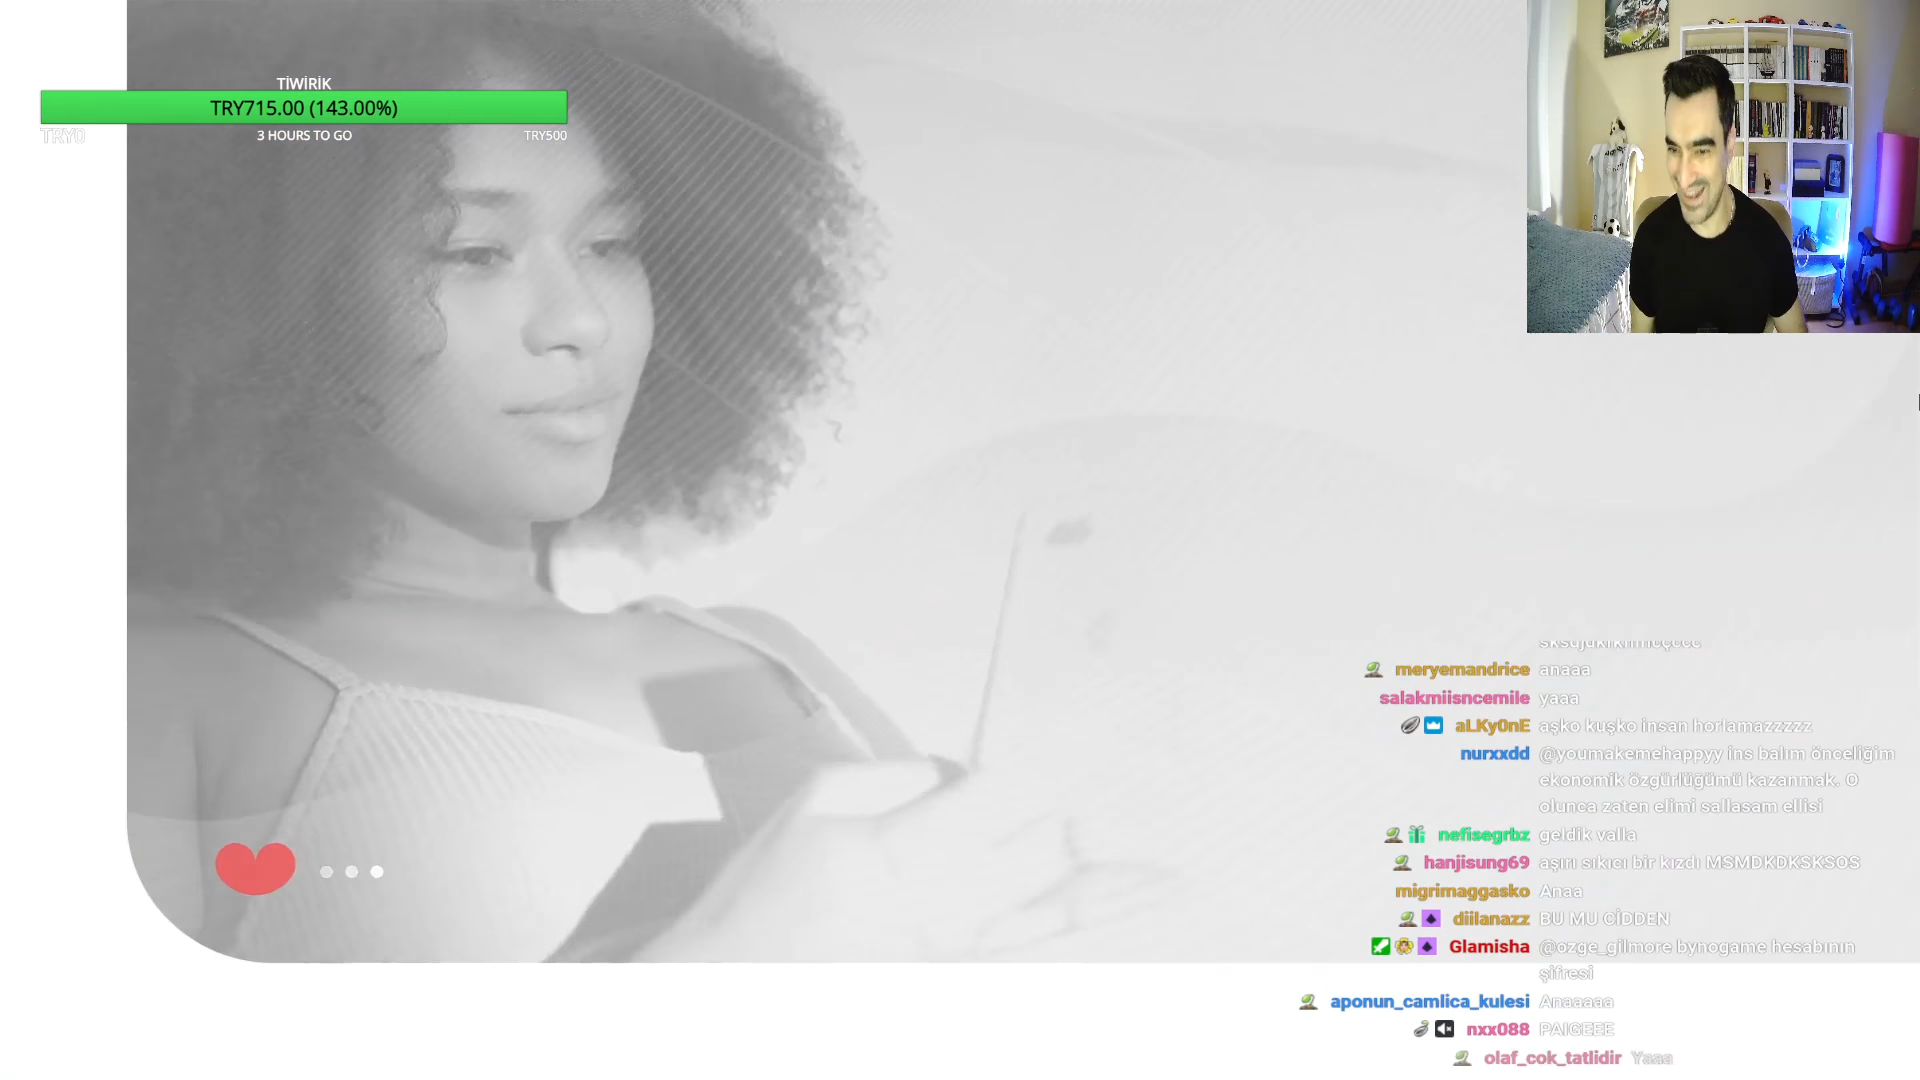 TİWİRİK
TRY715.00 (143.00%)
TRY0
3 HOURS TO GO
TRY500
meryemandrice anaaa
salakmiisncemile yaaa
aLKy0nE aşko kuşko insan horlamazzzzz
nurxxdd @youmakemehappyy ins balım önceliğim
ekonomik özgürlüğümü kazanmak. O
olunca zaten elimi sallasam ellisi
nefisegrbz geldik valla
hanjisung69 aşırı sıkıcı bir kızdı MSMDKDKSKSOS
migrimaggasko Anaa
diilanazz BU MU CİDDEN
Glamisha @ozge_gilmore bynogame hesabının
şifresi
aponun_camlica_kulesi Anaaaaa
nxx088 PAIGEEE
olaf_cok_tatlidir Yaaa